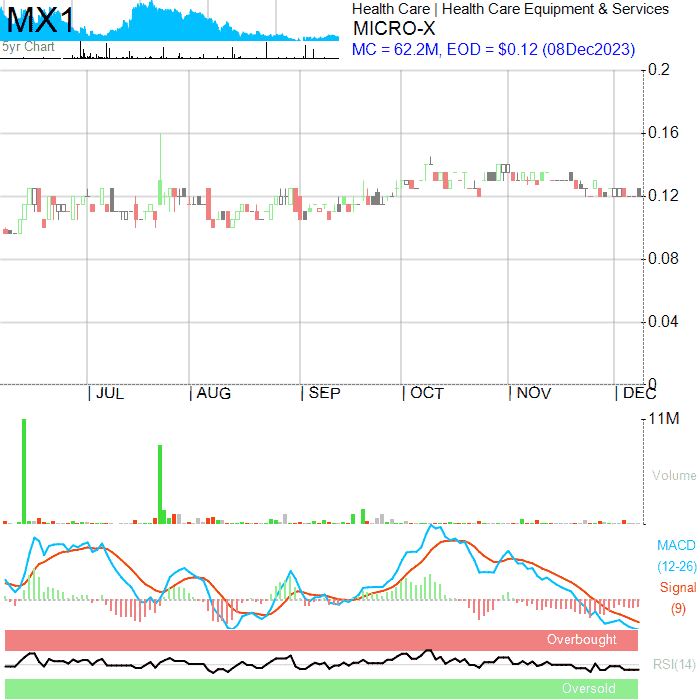 MX1
5yr Chart
Health Care | Health Care Equipment & Services
MICRO-X
MC = 62.2M, EOD = $0.12 (08Dec2023)
0.2
0.16
0.12
0.08
0.04
0
| JUL | AUG | SEP | OCT | NOV | DEC
11M
Volume
MACD
(12-26)
Signal
(9)
Overbought
RSI(14)
Oversold